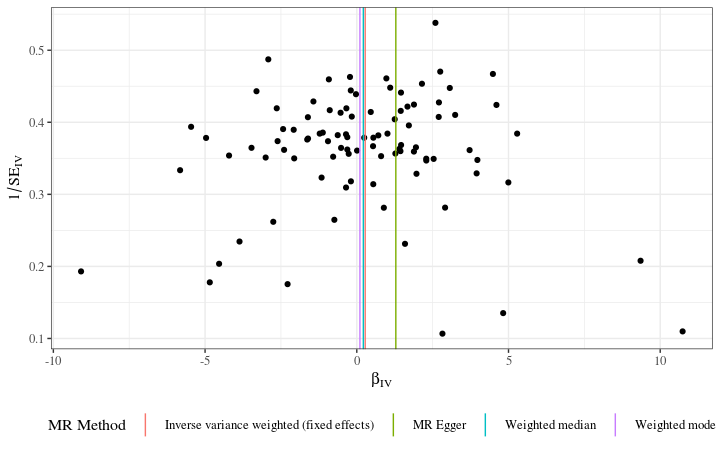 0.5
0.4
0.3
0.2
0.1
1/SE_IV
-10 -5 0 5 10
β_IV
MR Method Inverse variance weighted (fixed effects) MR Egger Weighted median Weighted mode